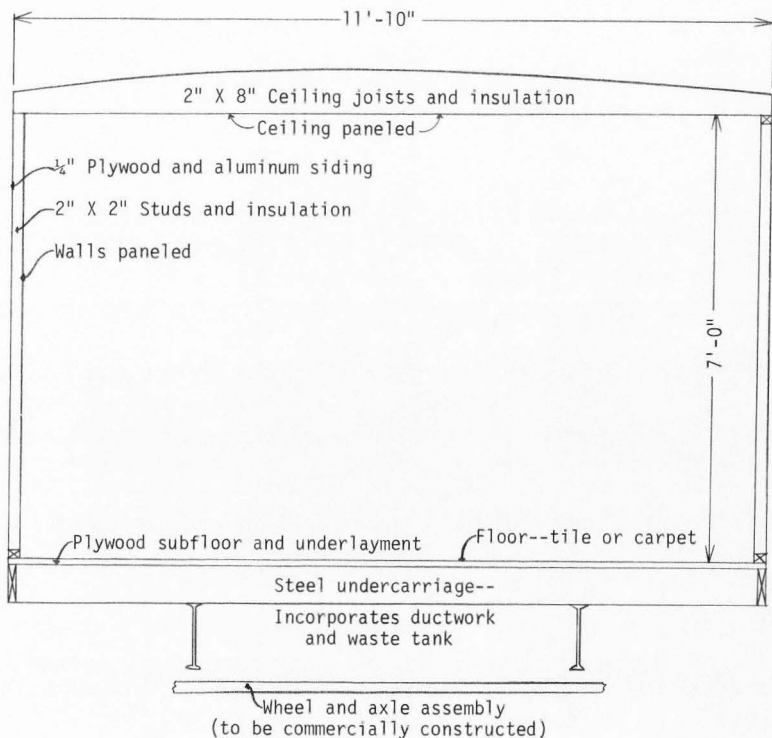 11'-10"
2" X 8" Ceiling joists and insulation
Ceiling paneled
¼" Plywood and aluminum siding
2" X 2" Studs and insulation
Walls paneled
7'-0"
Plywood subfloor and underlayment
Floor--tile or carpet
Steel undercarriage--
Incorporates ductwork
and waste tank
Wheel and axle assembly
(to be commercially constructed)